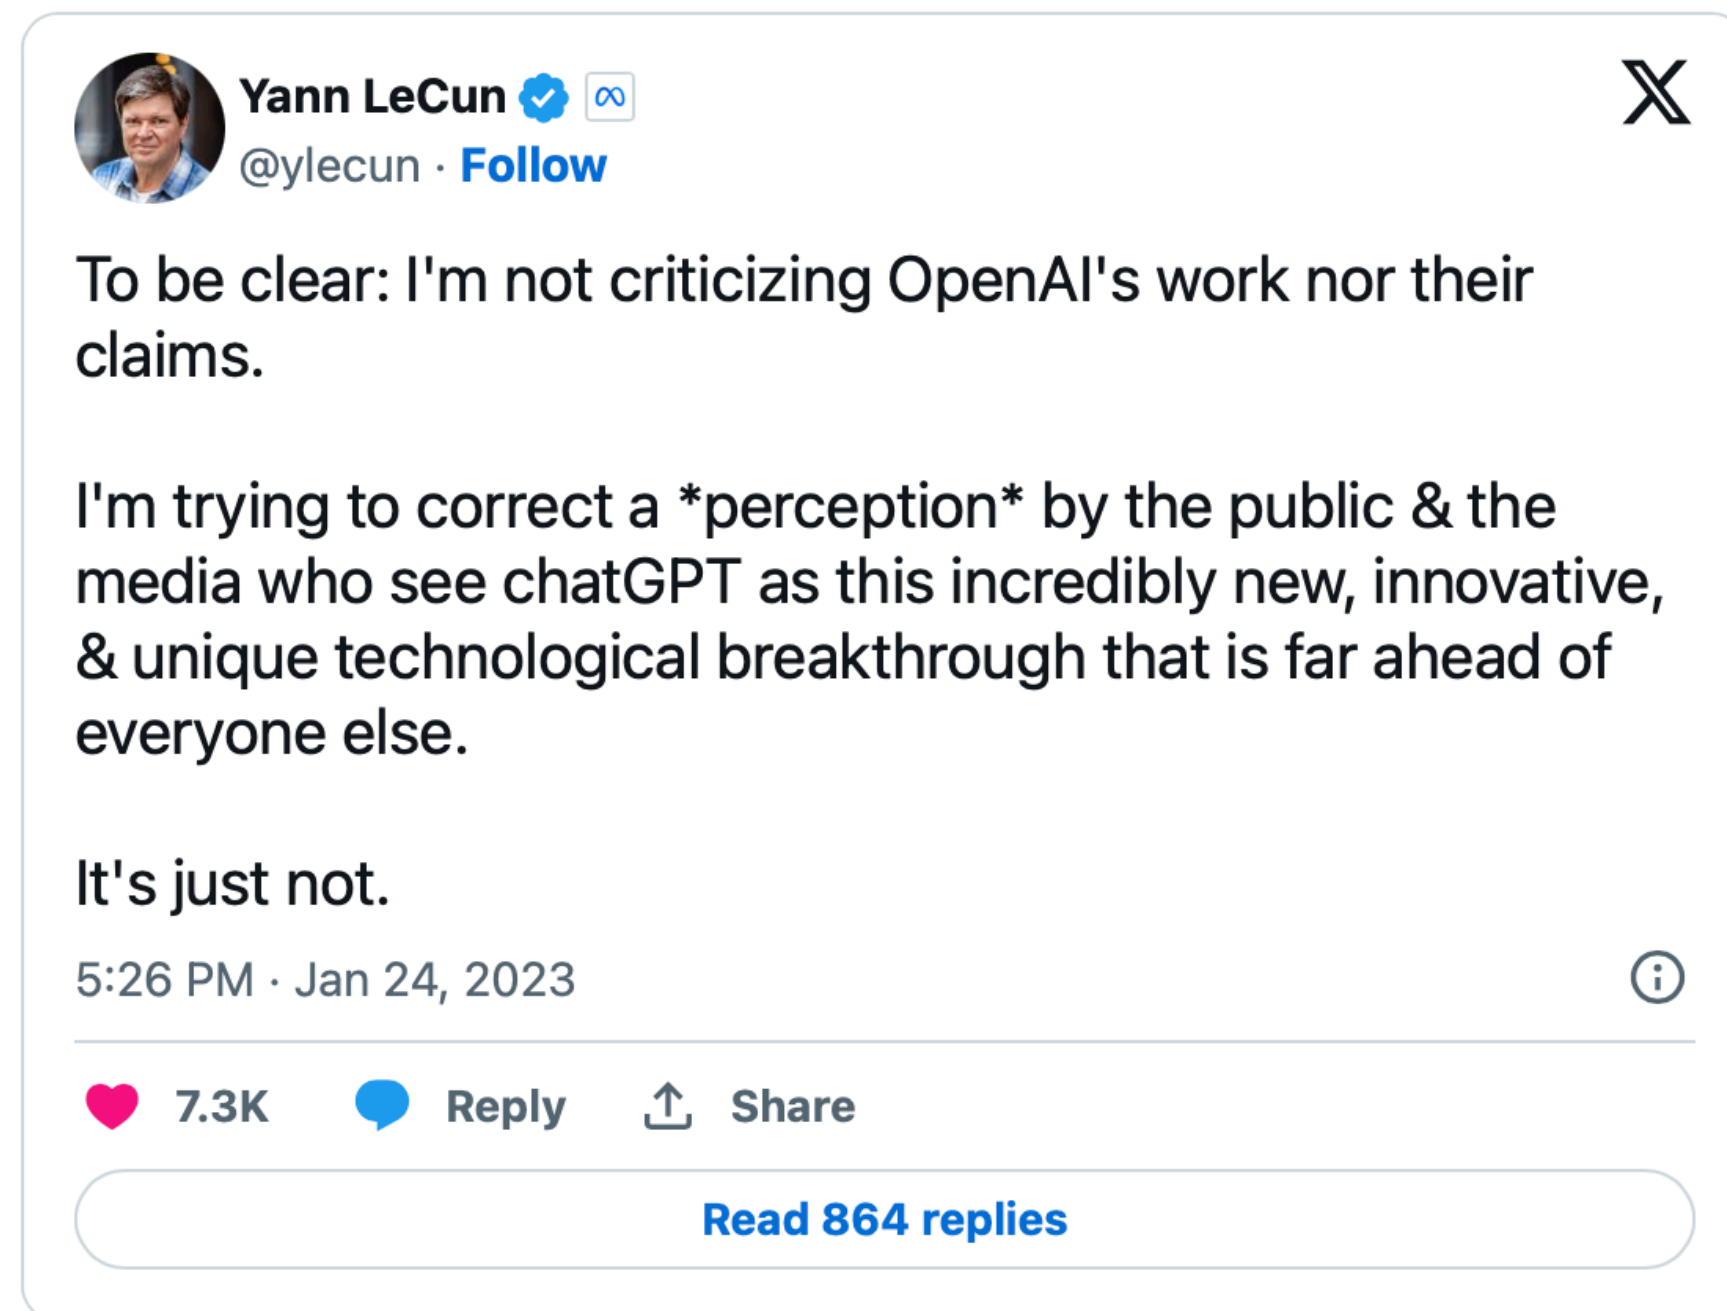 Yann LeCun
@ylecun · Follow
To be clear: I'm not criticizing OpenAI's work nor their
claims.
I'm trying to correct a *perception* by the public & the
media who see chatGPT as this incredibly new, innovative,
& unique technological breakthrough that is far ahead of
everyone else.
It's just not.
5:26 PM · Jan 24, 2023
7.3K Reply Share
Read 864 replies